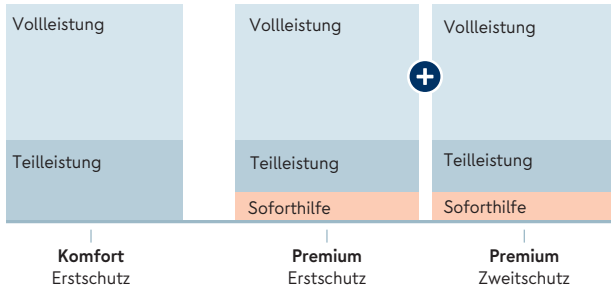 Vollleistung
Vollleistung
Vollleistung
Teilleistung
Teilleistung
Teilleistung
Soforthilfe
Soforthilfe
Komfort
Erstschutz
Premium
Erstschutz
Premium
Zweitschutz